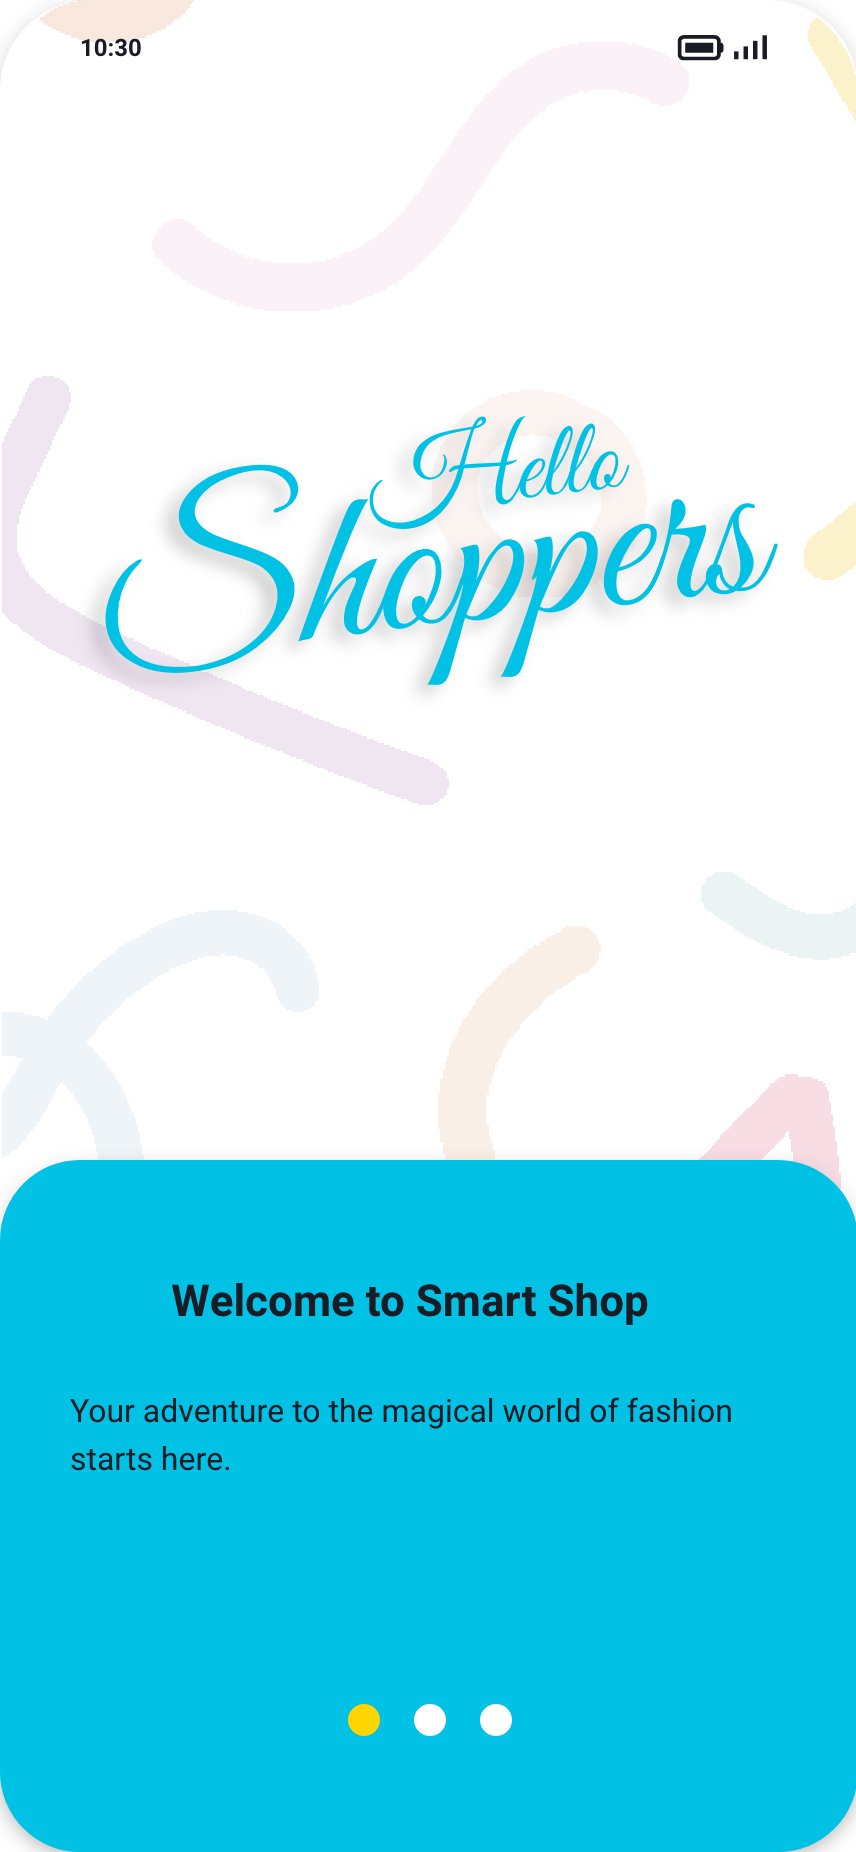 10:30
Hello
Shoppers
Welcome to Smart Shop
Your adventure to the magical world of fashion
starts here.